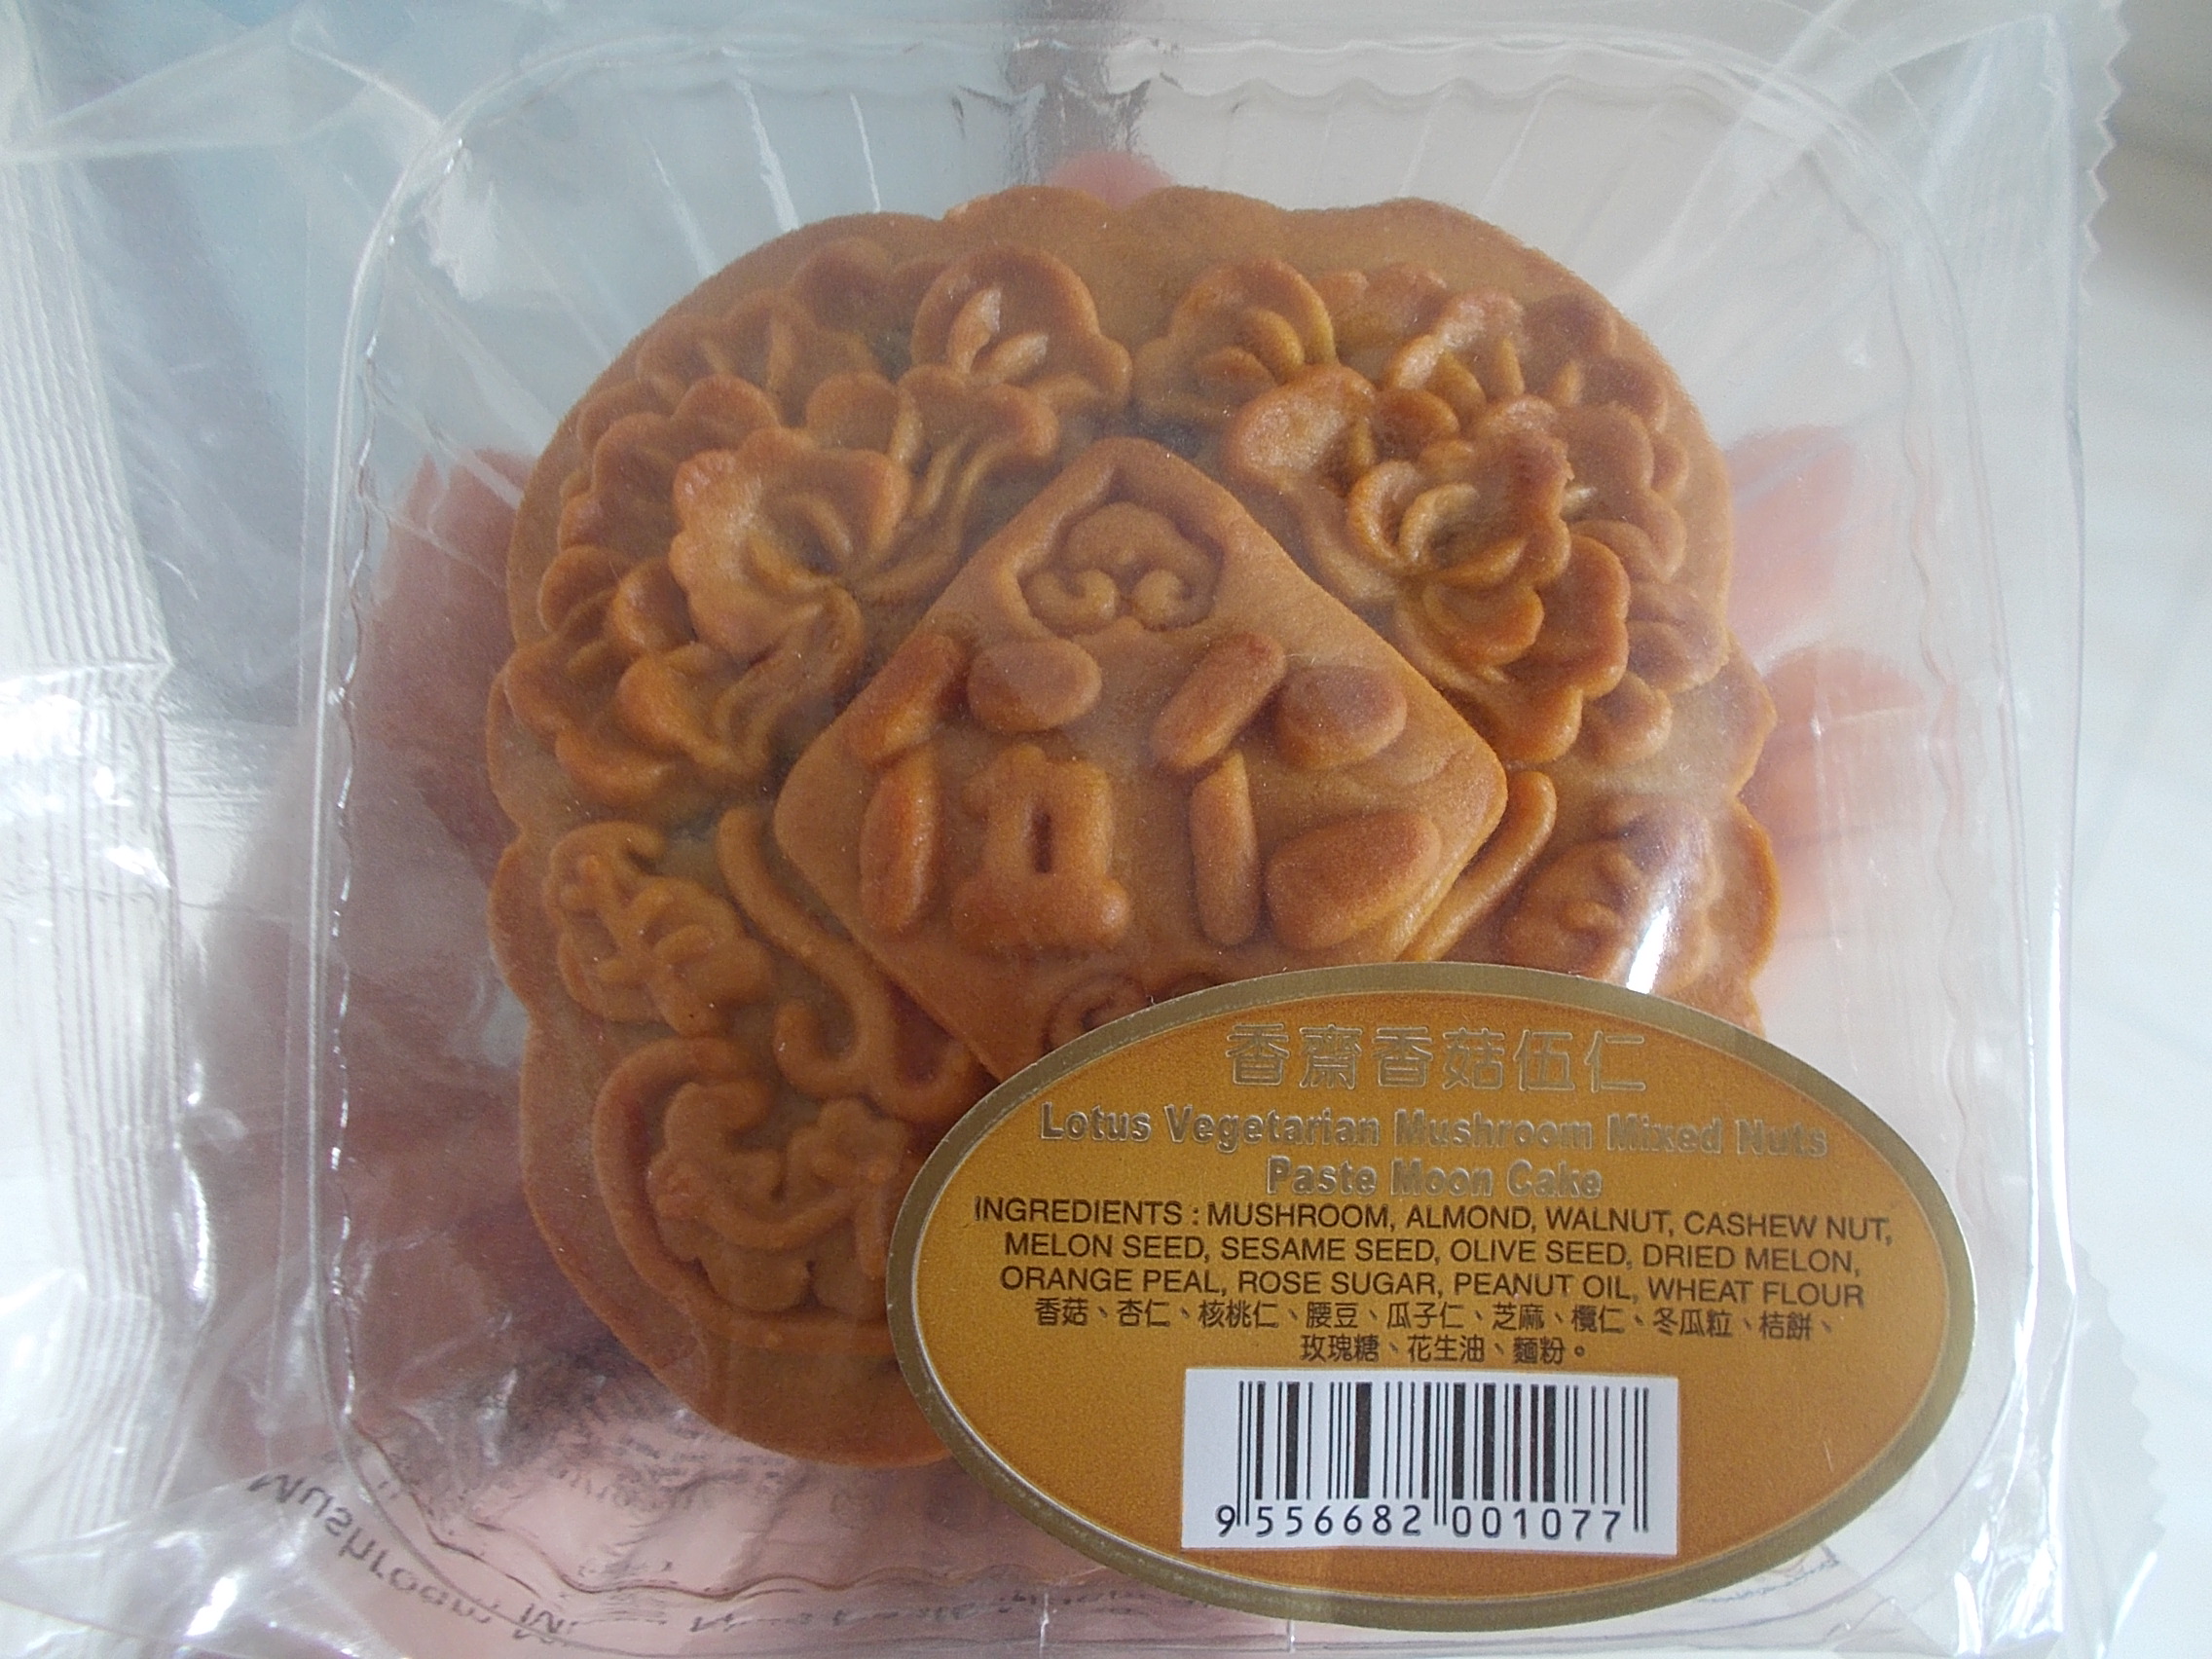 香齋香菇伍仁
Lotus Vegetarian Mushroom Mixed Nuts
Paste Moon Cake
INGREDIENTS : MUSHROOM, ALMOND, WALNUT, CASHEW NUT,
MELON SEED, SESAME SEED, OLIVE SEED, DRIED MELON,
ORANGE PEAL, ROSE SUGAR, PEANUT OIL, WHEAT FLOUR
香菇、杏仁、核桃仁、腰豆、瓜子仁、芝麻、欖仁、冬瓜粒、桔餅、
玫瑰糖、花生油、麵粉。
9 556682 001077
Mushroom